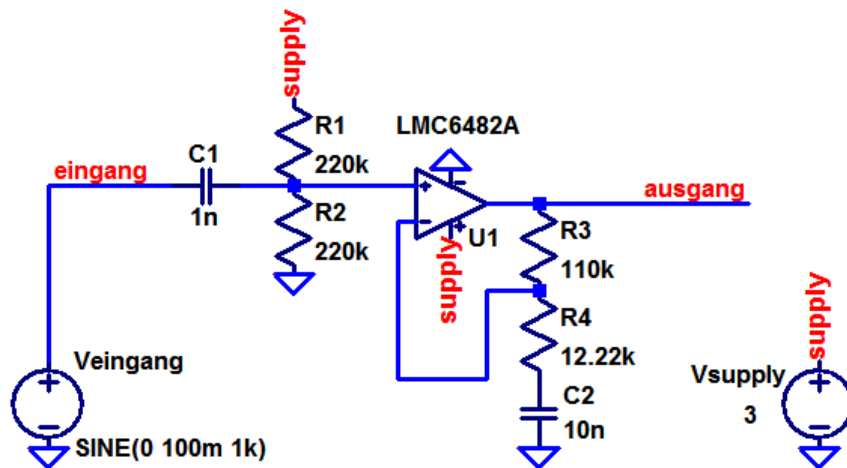 supply
R1
220k
LMC6482A
eingang
C1
1n
R2
220k
U1
supply
ausgang
R3
110k
R4
12.22k
C2
10n
Veingang
SINE(0 100m 1k)
supply
Vsupply
3